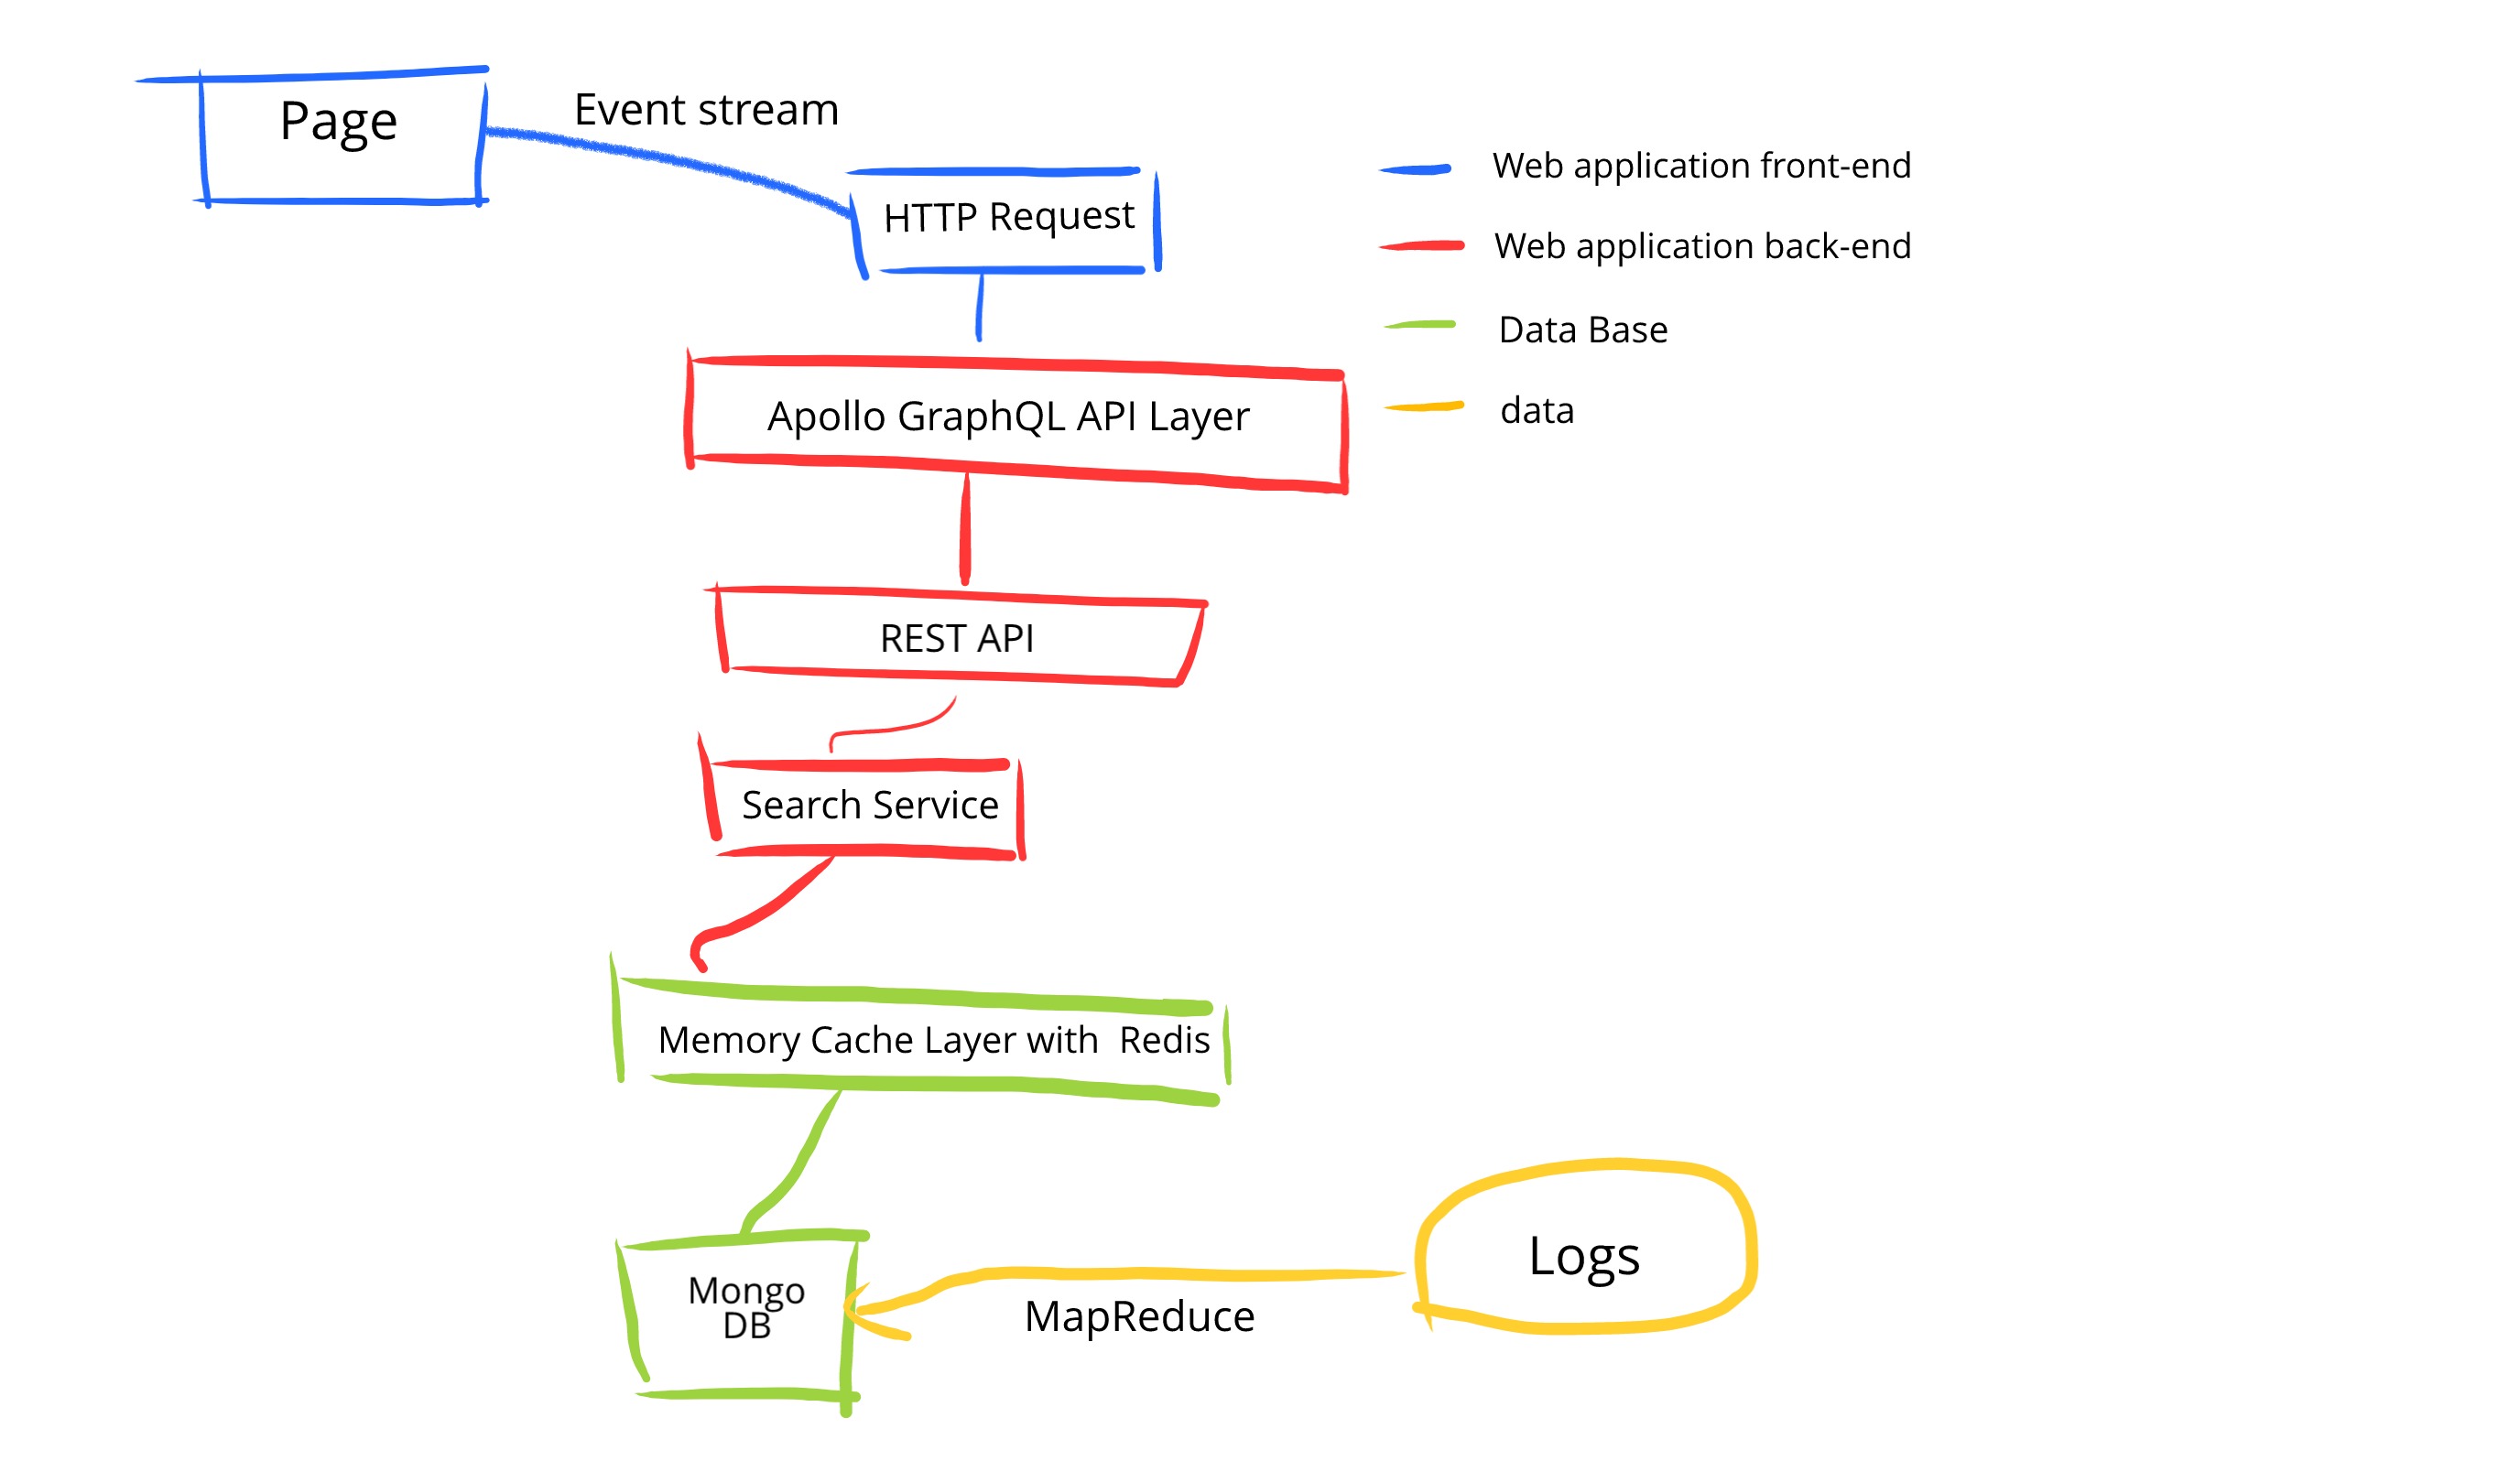 Page
Event stream
HTTP Request
Web application front-end
Web application back-end
Data Base
data
Apollo GraphQL API Layer
REST API
Search Service
Memory Cache Layer with  Redis
Mongo
DB
MapReduce
Logs